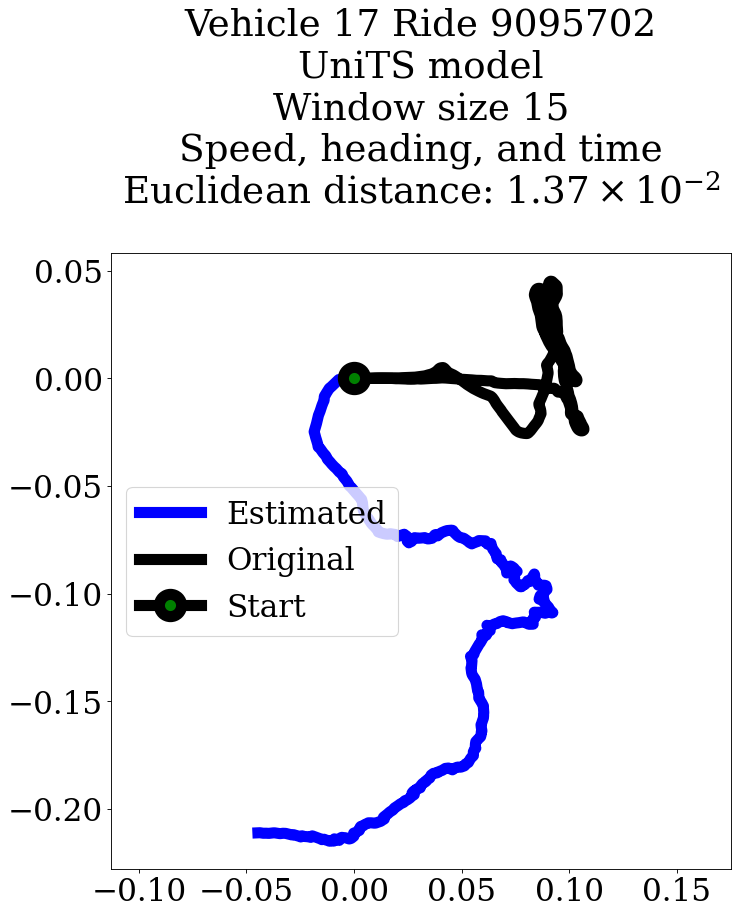 Vehicle 17 Ride 9095702
UniTS model
Window size 15
Speed, heading, and time
Euclidean distance: 1.37 × 10⁻²
0.05
0.00
−0.05
−0.10
−0.15
−0.20
Estimated
Original
Start
−0.10 −0.05 0.00 0.05 0.10 0.15